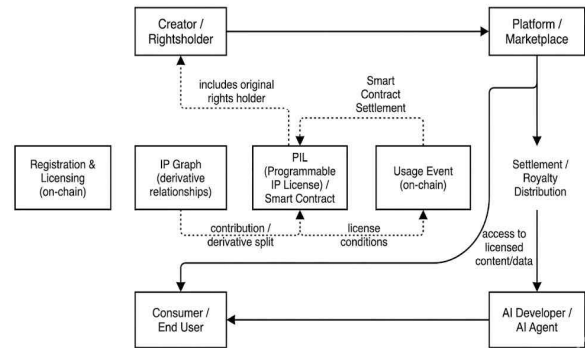 Creator /
Rightsholder
Platform /
Marketplace
includes original
rights holder
Smart
Contract
Settlement
Registration &
Licensing
(on-chain)
IP Graph
(derivative
relationships)
PIL
(Programmable
IP License) /
Smart Contract
Usage Event
(on-chain)
Settlement /
Royalty
Distribution
contribution /
derivative split
license
conditions
access to
licensed
content/data
Consumer /
End User
AI Developer /
AI Agent